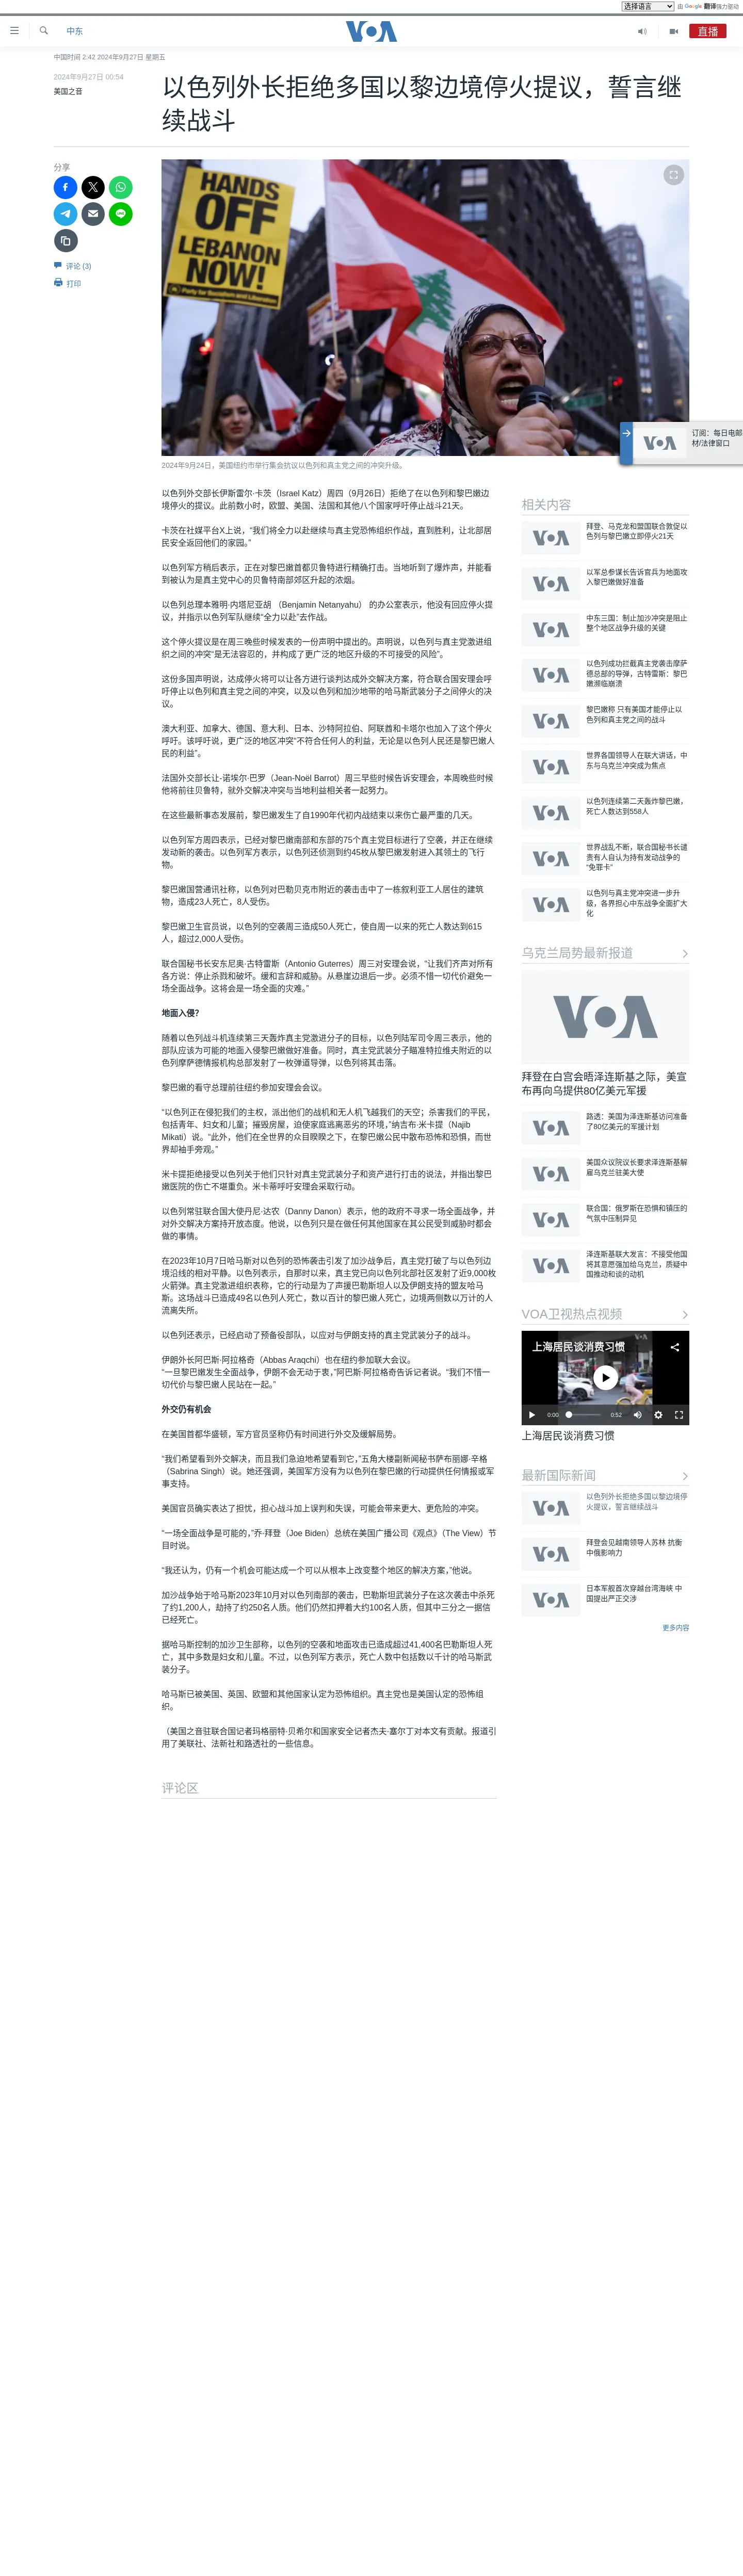 选择语言 由 Google 翻译强力驱动
中东
VOA
直播
中国时间 2:42 2024年9月27日 星期五
2024年9月27日 00:54
美国之音
以色列外长拒绝多国以黎边境停火提议，誓言继
续战斗
分享
评论 (3)
打印
HANDS
OFF
LEBANON
NOW!
订阅：每日电邮
材/法律窗口
2024年9月24日，美国纽约市举行集会抗议以色列和真主党之间的冲突升级。
以色列外交部长伊斯雷尔·卡茨（Israel Katz）周四（9月26日）拒绝了在以色列和黎巴嫩边
境停火的提议。此前数小时，欧盟、美国、法国和其他八个国家呼吁停止战斗21天。
卡茨在社媒平台X上说，“我们将全力以赴继续与真主党恐怖组织作战，直到胜利，让北部居
民安全返回他们的家园。”
以色列军方稍后表示，正在对黎巴嫩首都贝鲁特进行精确打击。当地听到了爆炸声，并能看
到被认为是真主党中心的贝鲁特南部郊区升起的浓烟。
以色列总理本雅明·内塔尼亚胡 （Benjamin Netanyahu） 的办公室表示，他没有回应停火提
议，并指示以色列军队继续“全力以赴”去作战。
这个停火提议是在周三晚些时候发表的一份声明中提出的。声明说，以色列与真主党激进组
织之间的冲突“是无法容忍的，并构成了更广泛的地区升级的不可接受的风险”。
这份多国声明说，达成停火将可以让各方进行谈判达成外交解决方案，符合联合国安理会呼
吁停止以色列和真主党之间的冲突，以及以色列和加沙地带的哈马斯武装分子之间停火的决
议。
澳大利亚、加拿大、德国、意大利、日本、沙特阿拉伯、阿联酋和卡塔尔也加入了这个停火
呼吁。该呼吁说，更广泛的地区冲突“不符合任何人的利益，无论是以色列人民还是黎巴嫩人
民的利益”。
法国外交部长让-诺埃尔·巴罗（Jean-Noël Barrot）周三早些时候告诉安理会，本周晚些时候
他将前往贝鲁特，就外交解决冲突与当地利益相关者一起努力。
在这些最新事态发展前，黎巴嫩发生了自1990年代初内战结束以来伤亡最严重的几天。
以色列军方周四表示，已经对黎巴嫩南部和东部的75个真主党目标进行了空袭，并正在继续
发动新的袭击。以色列军方表示，以色列还侦测到约45枚从黎巴嫩发射进入其领土的飞行
物。
黎巴嫩国营通讯社称，以色列对巴勒贝克市附近的袭击击中了一栋叙利亚工人居住的建筑
物，造成23人死亡，8人受伤。
黎巴嫩卫生官员说，以色列的空袭周三造成50人死亡，使自周一以来的死亡人数达到615
人，超过2,000人受伤。
联合国秘书长安东尼奥·古特雷斯（Antonio Guterres）周三对安理会说，“让我们齐声对所有
各方说：停止杀戮和破坏。缓和言辞和威胁。从悬崖边退后一步。必须不惜一切代价避免一
场全面战争。这将会是一场全面的灾难。”
地面入侵？
随着以色列战斗机连续第三天轰炸真主党激进分子的目标，以色列陆军司令周三表示，他的
部队应该为可能的地面入侵黎巴嫩做好准备。同时，真主党武装分子瞄准特拉维夫附近的以
色列摩萨德情报机构总部发射了一枚弹道导弹，以色列将其击落。
黎巴嫩的看守总理前往纽约参加安理会会议。
“以色列正在侵犯我们的主权，派出他们的战机和无人机飞越我们的天空；杀害我们的平民，
包括青年、妇女和儿童；摧毁房屋，迫使家庭逃离恶劣的环境，”纳吉布·米卡提（Najib
Mikati）说。“此外，他们在全世界的众目睽睽之下，在黎巴嫩公民中散布恐怖和恐惧，而世
界却袖手旁观。”
米卡提拒绝接受以色列关于他们只针对真主党武装分子和资产进行打击的说法，并指出黎巴
嫩医院的伤亡不堪重负。米卡蒂呼吁安理会采取行动。
以色列常驻联合国大使丹尼·达农（Danny Danon）表示，他的政府不寻求一场全面战争，并
对外交解决方案持开放态度。他说，以色列只是在做任何其他国家在其公民受到威胁时都会
做的事情。
在2023年10月7日哈马斯对以色列的恐怖袭击引发了加沙战争后，真主党打破了与以色列边
境沿线的相对平静。以色列表示，自那时以来，真主党已向以色列北部社区发射了近9,000枚
火箭弹。真主党激进组织表称，它的行动是为了声援巴勒斯坦人以及伊朗支持的盟友哈马
斯。这场战斗已造成49名以色列人死亡，数以百计的黎巴嫩人死亡，边境两侧数以万计的人
流离失所。
以色列还表示，已经启动了预备役部队，以应对与伊朗支持的真主党武装分子的战斗。
伊朗外长阿巴斯·阿拉格奇（Abbas Araqchi）也在纽约参加联大会议。
“一旦黎巴嫩发生全面战争，伊朗不会无动于衷，”阿巴斯·阿拉格奇告诉记者说。“我们不惜一
切代价与黎巴嫩人民站在一起。”
外交仍有机会
在美国首都华盛顿，军方官员坚称仍有时间进行外交及缓解局势。
“我们希望看到外交解决，而且我们急迫地希望看到它，”五角大楼副新闻秘书萨布丽娜·辛格
（Sabrina Singh）说。她还强调，美国军方没有为以色列在黎巴嫩的行动提供任何情报或军
事支持。
美国官员确实表达了担忧，担心战斗加上误判和失误，可能会带来更大、更危险的冲突。
“一场全面战争是可能的，”乔·拜登（Joe Biden）总统在美国广播公司《观点》（The View）节
目时说。
“我还认为，仍有一个机会可能达成一个可以从根本上改变整个地区的解决方案，”他说。
加沙战争始于哈马斯2023年10月对以色列南部的袭击，巴勒斯坦武装分子在这次袭击中杀死
了约1,200人，劫持了约250名人质。他们仍然扣押着大约100名人质，但其中三分之一据信
已经死亡。
据哈马斯控制的加沙卫生部称，以色列的空袭和地面攻击已造成超过41,400名巴勒斯坦人死
亡，其中多数是妇女和儿童。不过，以色列军方表示，死亡人数中包括数以千计的哈马斯武
装分子。
哈马斯已被美国、英国、欧盟和其他国家认定为恐怖组织。真主党也是美国认定的恐怖组
织。
（美国之音驻联合国记者玛格丽特·贝希尔和国家安全记者杰夫·塞尔丁对本文有贡献。报道引
用了美联社、法新社和路透社的一些信息。
评论区
相关内容
拜登、马克龙和盟国联合敦促以
色列与黎巴嫩立即停火21天
以军总参谋长告诉官兵为地面攻
入黎巴嫩做好准备
中东三国：制止加沙冲突是阻止
整个地区战争升级的关键
以色列成功拦截真主党袭击摩萨
德总部的导弹，古特雷斯：黎巴
嫩濒临崩溃
黎巴嫩称 只有美国才能停止以
色列和真主党之间的战斗
世界各国领导人在联大讲话，中
东与乌克兰冲突成为焦点
以色列连续第二天轰炸黎巴嫩，
死亡人数达到558人
世界战乱不断，联合国秘书长谴
责有人自认为持有发动战争的
“免罪卡”
以色列与真主党冲突进一步升
级，各界担心中东战争全面扩大
化
乌克兰局势最新报道
拜登在白宫会晤泽连斯基之际，美宣
布再向乌提供80亿美元军援
路透：美国为泽连斯基访问准备
了80亿美元的军援计划
美国众议院议长要求泽连斯基解
雇乌克兰驻美大使
联合国：俄罗斯在恐惧和镇压的
气氛中压制异见
泽连斯基联大发言：不接受他国
将其意愿强加给乌克兰，质疑中
国推动和谈的动机
VOA卫视热点视频
上海居民谈消费习惯
0:00 0:52
上海居民谈消费习惯
最新国际新闻
以色列外长拒绝多国以黎边境停
火提议，誓言继续战斗
拜登会见越南领导人苏林 抗衡
中俄影响力
日本军舰首次穿越台湾海峡 中
国提出严正交涉
更多内容